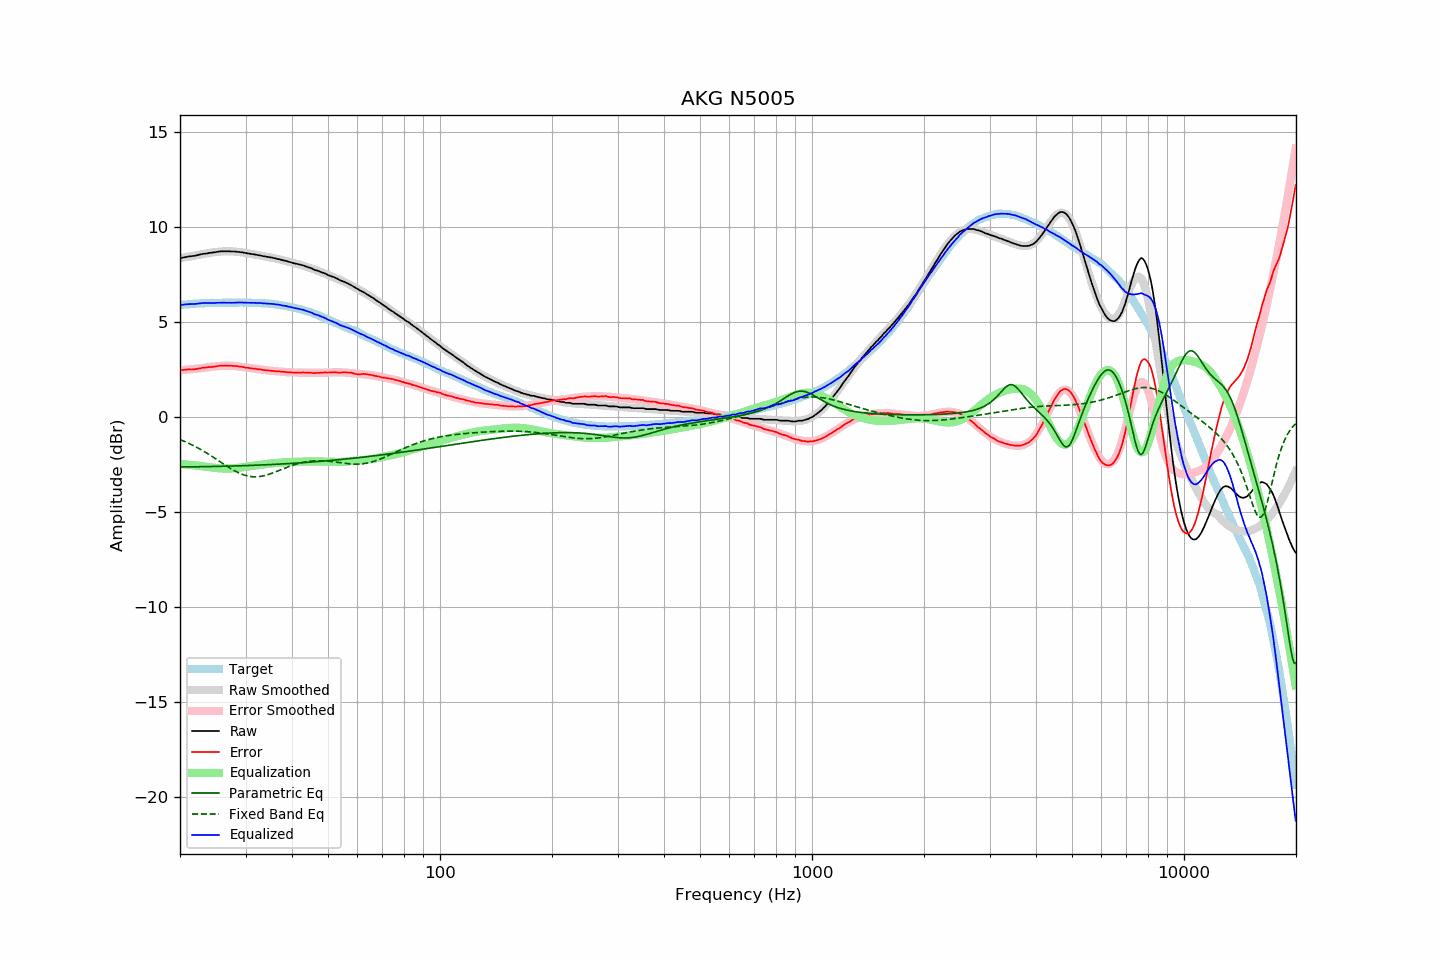 AKG N5005
15
10
5
0
−5
−10
−15
−20
Amplitude (dBr)
100
1000
10000
Frequency (Hz)
Target
Raw Smoothed
Error Smoothed
Raw
Error
Equalization
Parametric Eq
Fixed Band Eq
Equalized